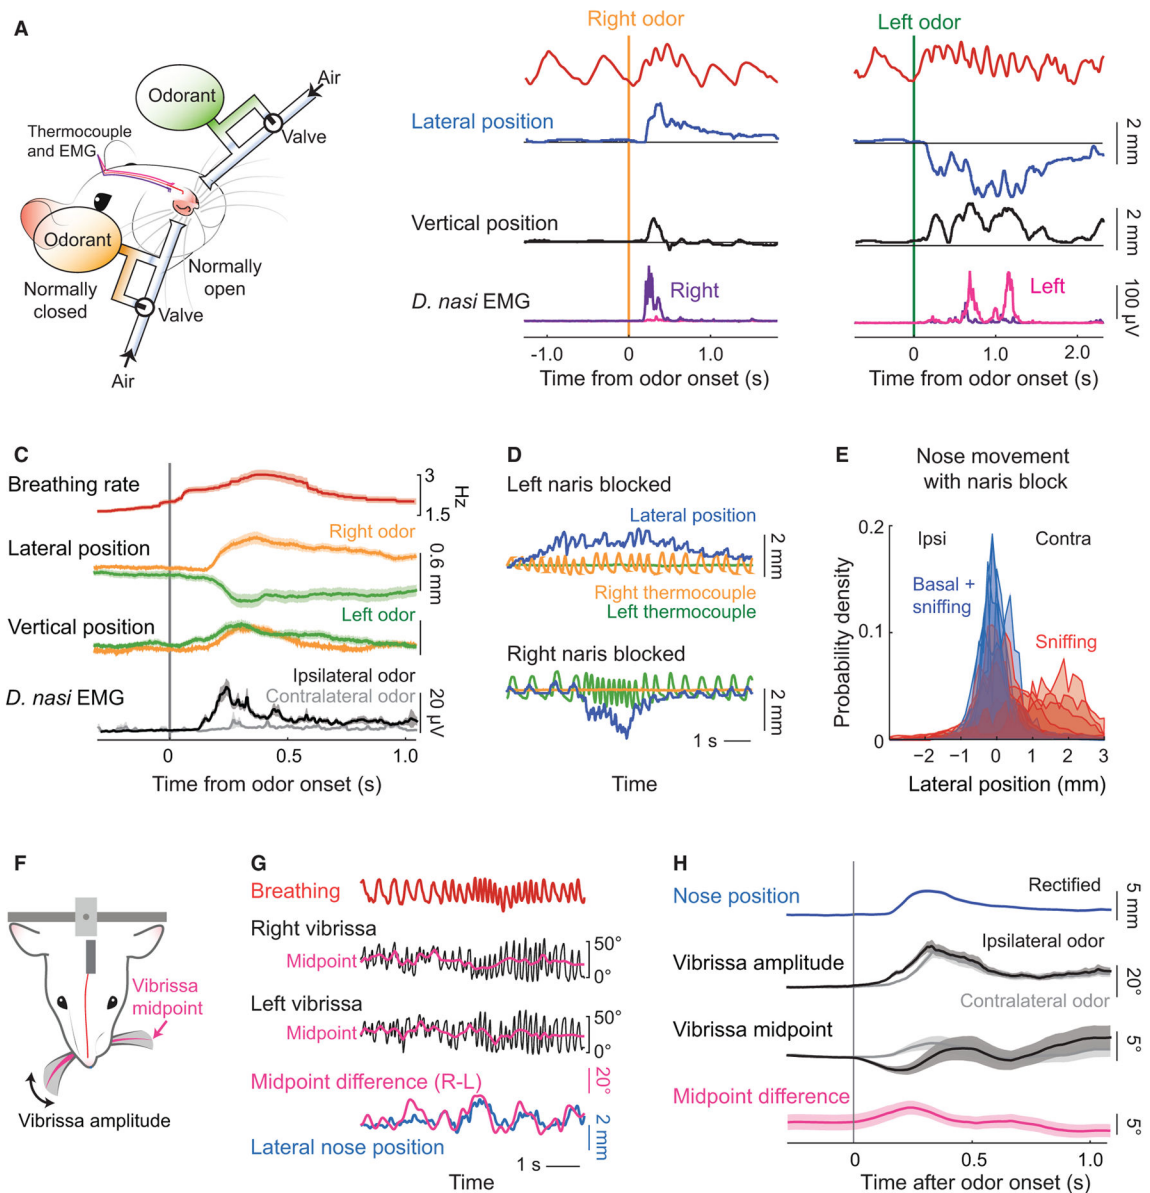 A
Odorant
Air
Valve
Thermocouple
and EMG
Odorant
Normally
closed
Normally
open
Valve
Air
Right odor
Left odor
Lateral position
2 mm
Vertical position
2 mm
D. nasi EMG
Right
Left
100 µV
-1.0 0 1.0
0 1.0 2.0
Time from odor onset (s)
Time from odor onset (s)
C
Breathing rate
3
1.5
Hz
Right odor
Lateral position
0.6 mm
Left odor
Vertical position
Ipsilateral odor
Contralateral odor
D. nasi EMG
20 µV
0 0.5 1.0
Time from odor onset (s)
D
Left naris blocked
Lateral position
2 mm
Right thermocouple
Left thermocouple
Right naris blocked
2 mm
1 s
Time
E
Nose movement
with naris block
0.2
Ipsi
Contra
Basal +
sniffing
0.1
Sniffing
Probability density
0
−2 −1 0 1 2 3
Lateral position (mm)
F
Vibrissa
midpoint
Vibrissa amplitude
G
Breathing
Right vibrissa
Midpoint
50°
0°
Left vibrissa
Midpoint
50°
0°
Midpoint difference (R-L)
20°
Lateral nose position
2 mm
1 s
Time
H
Nose position
Rectified
5 mm
Ipsilateral odor
Vibrissa amplitude
20°
Contralateral odor
Vibrissa midpoint
5°
Midpoint difference
5°
0 0.5 1.0
Time after odor onset (s)